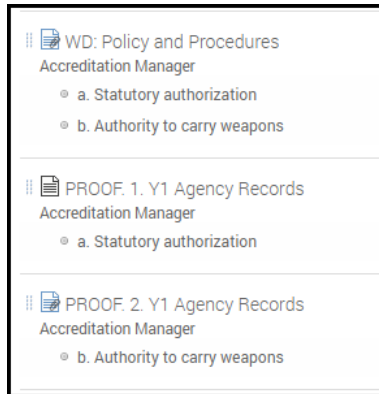 WD: Policy and Procedures
Accreditation Manager
a. Statutory authorization
b. Authority to carry weapons
PROOF. 1. Y1 Agency Records
Accreditation Manager
a. Statutory authorization
PROOF. 2. Y1 Agency Records
Accreditation Manager
b. Authority to carry weapons